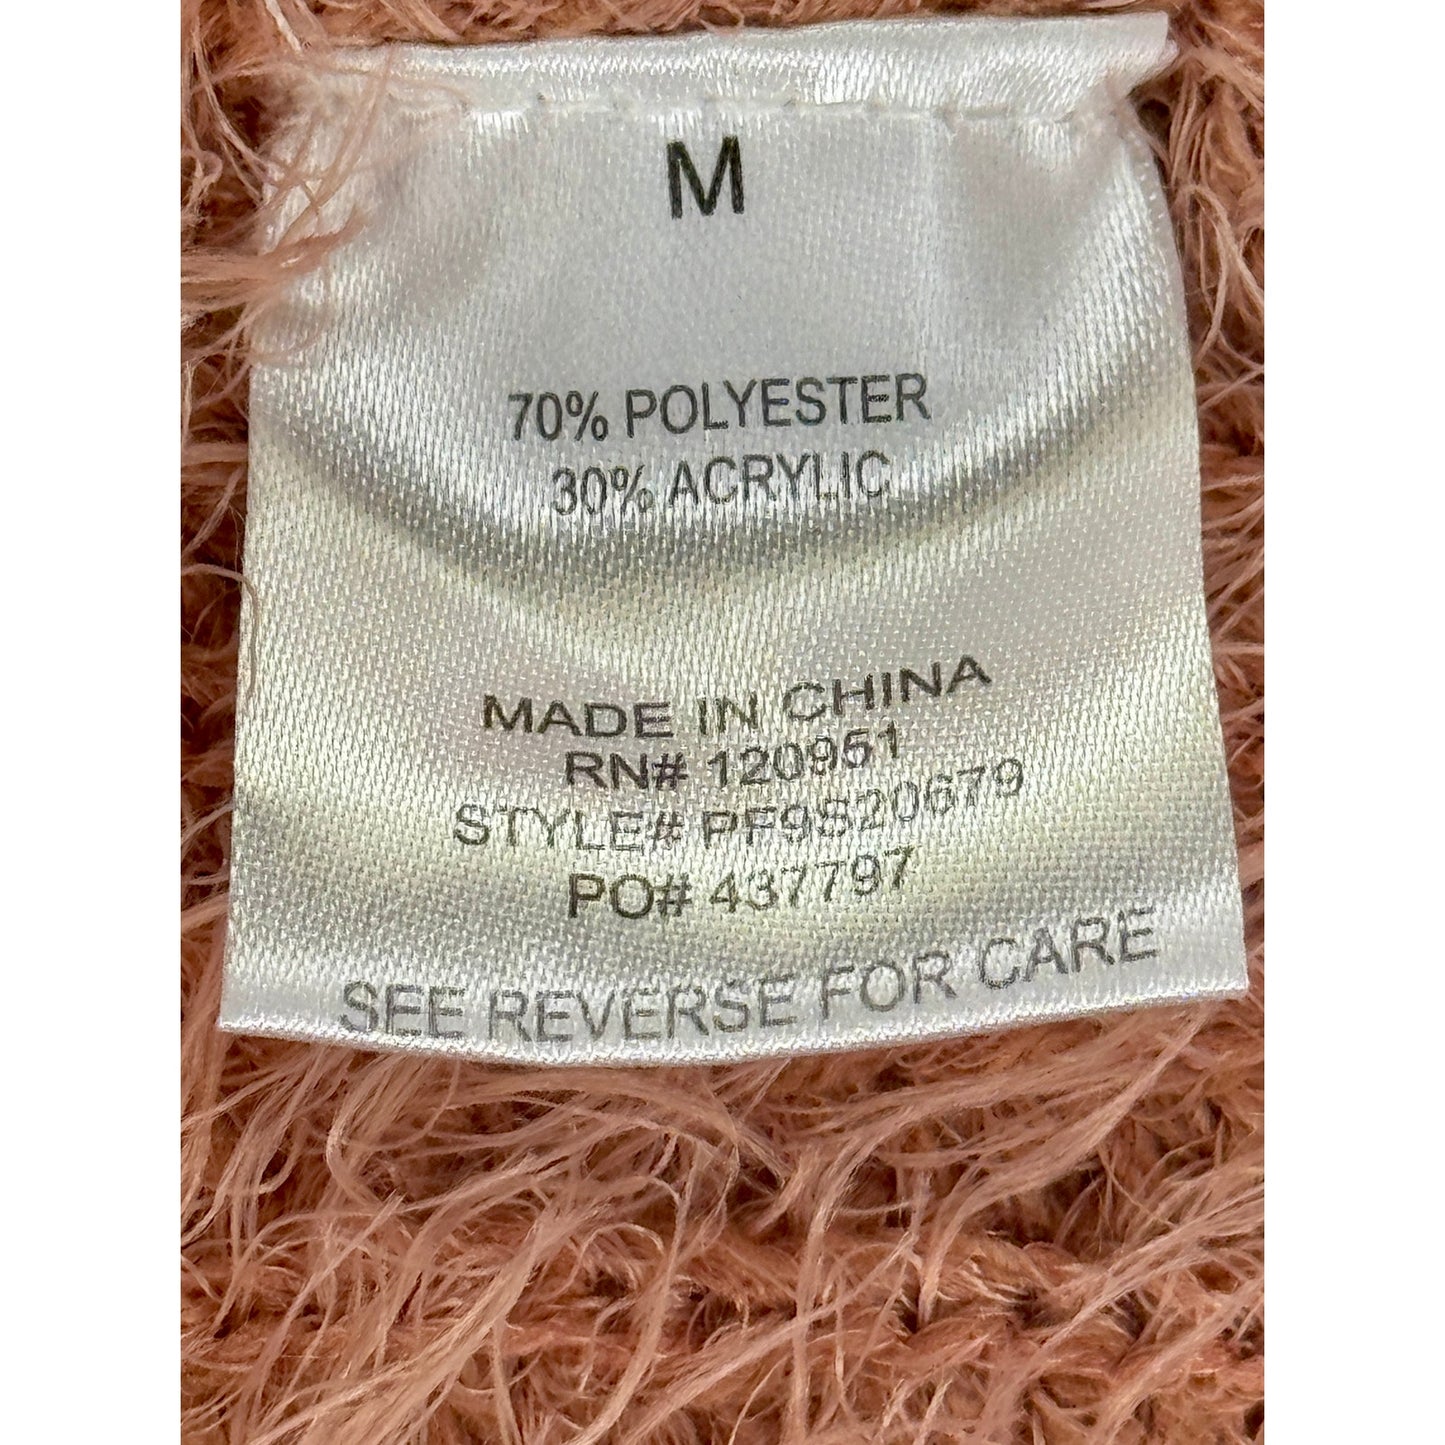 M
70% POLYESTER
30% ACRYLIC
MADE IN CHINA
RN# 120951
STYLE# PF9S20679
PO# 437797
SEE REVERSE FOR CARE